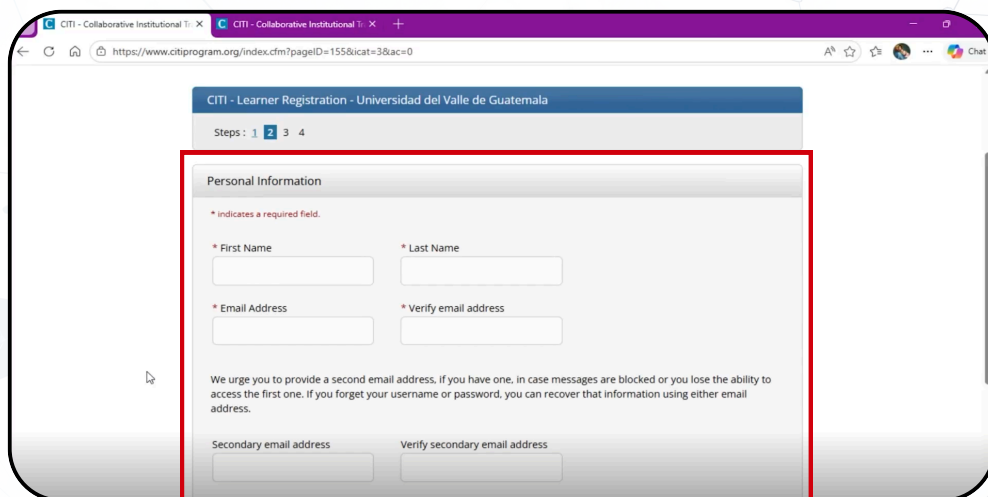 CITI - Collaborative Institutional Tr
CITI - Collaborative Institutional Tr
https://www.citiprogram.org/index.cfm?pageID=155&icat=3&ac=0
Chat
CITI - Learner Registration - Universidad del Valle de Guatemala
Steps : 1 2 3 4
Personal Information
* indicates a required field.
* First Name * Last Name
* Email Address * Verify email address
We urge you to provide a second email address, if you have one, in case messages are blocked or you lose the ability to
access the first one. If you forget your username or password, you can recover that information using either email
address.
Secondary email address Verify secondary email address